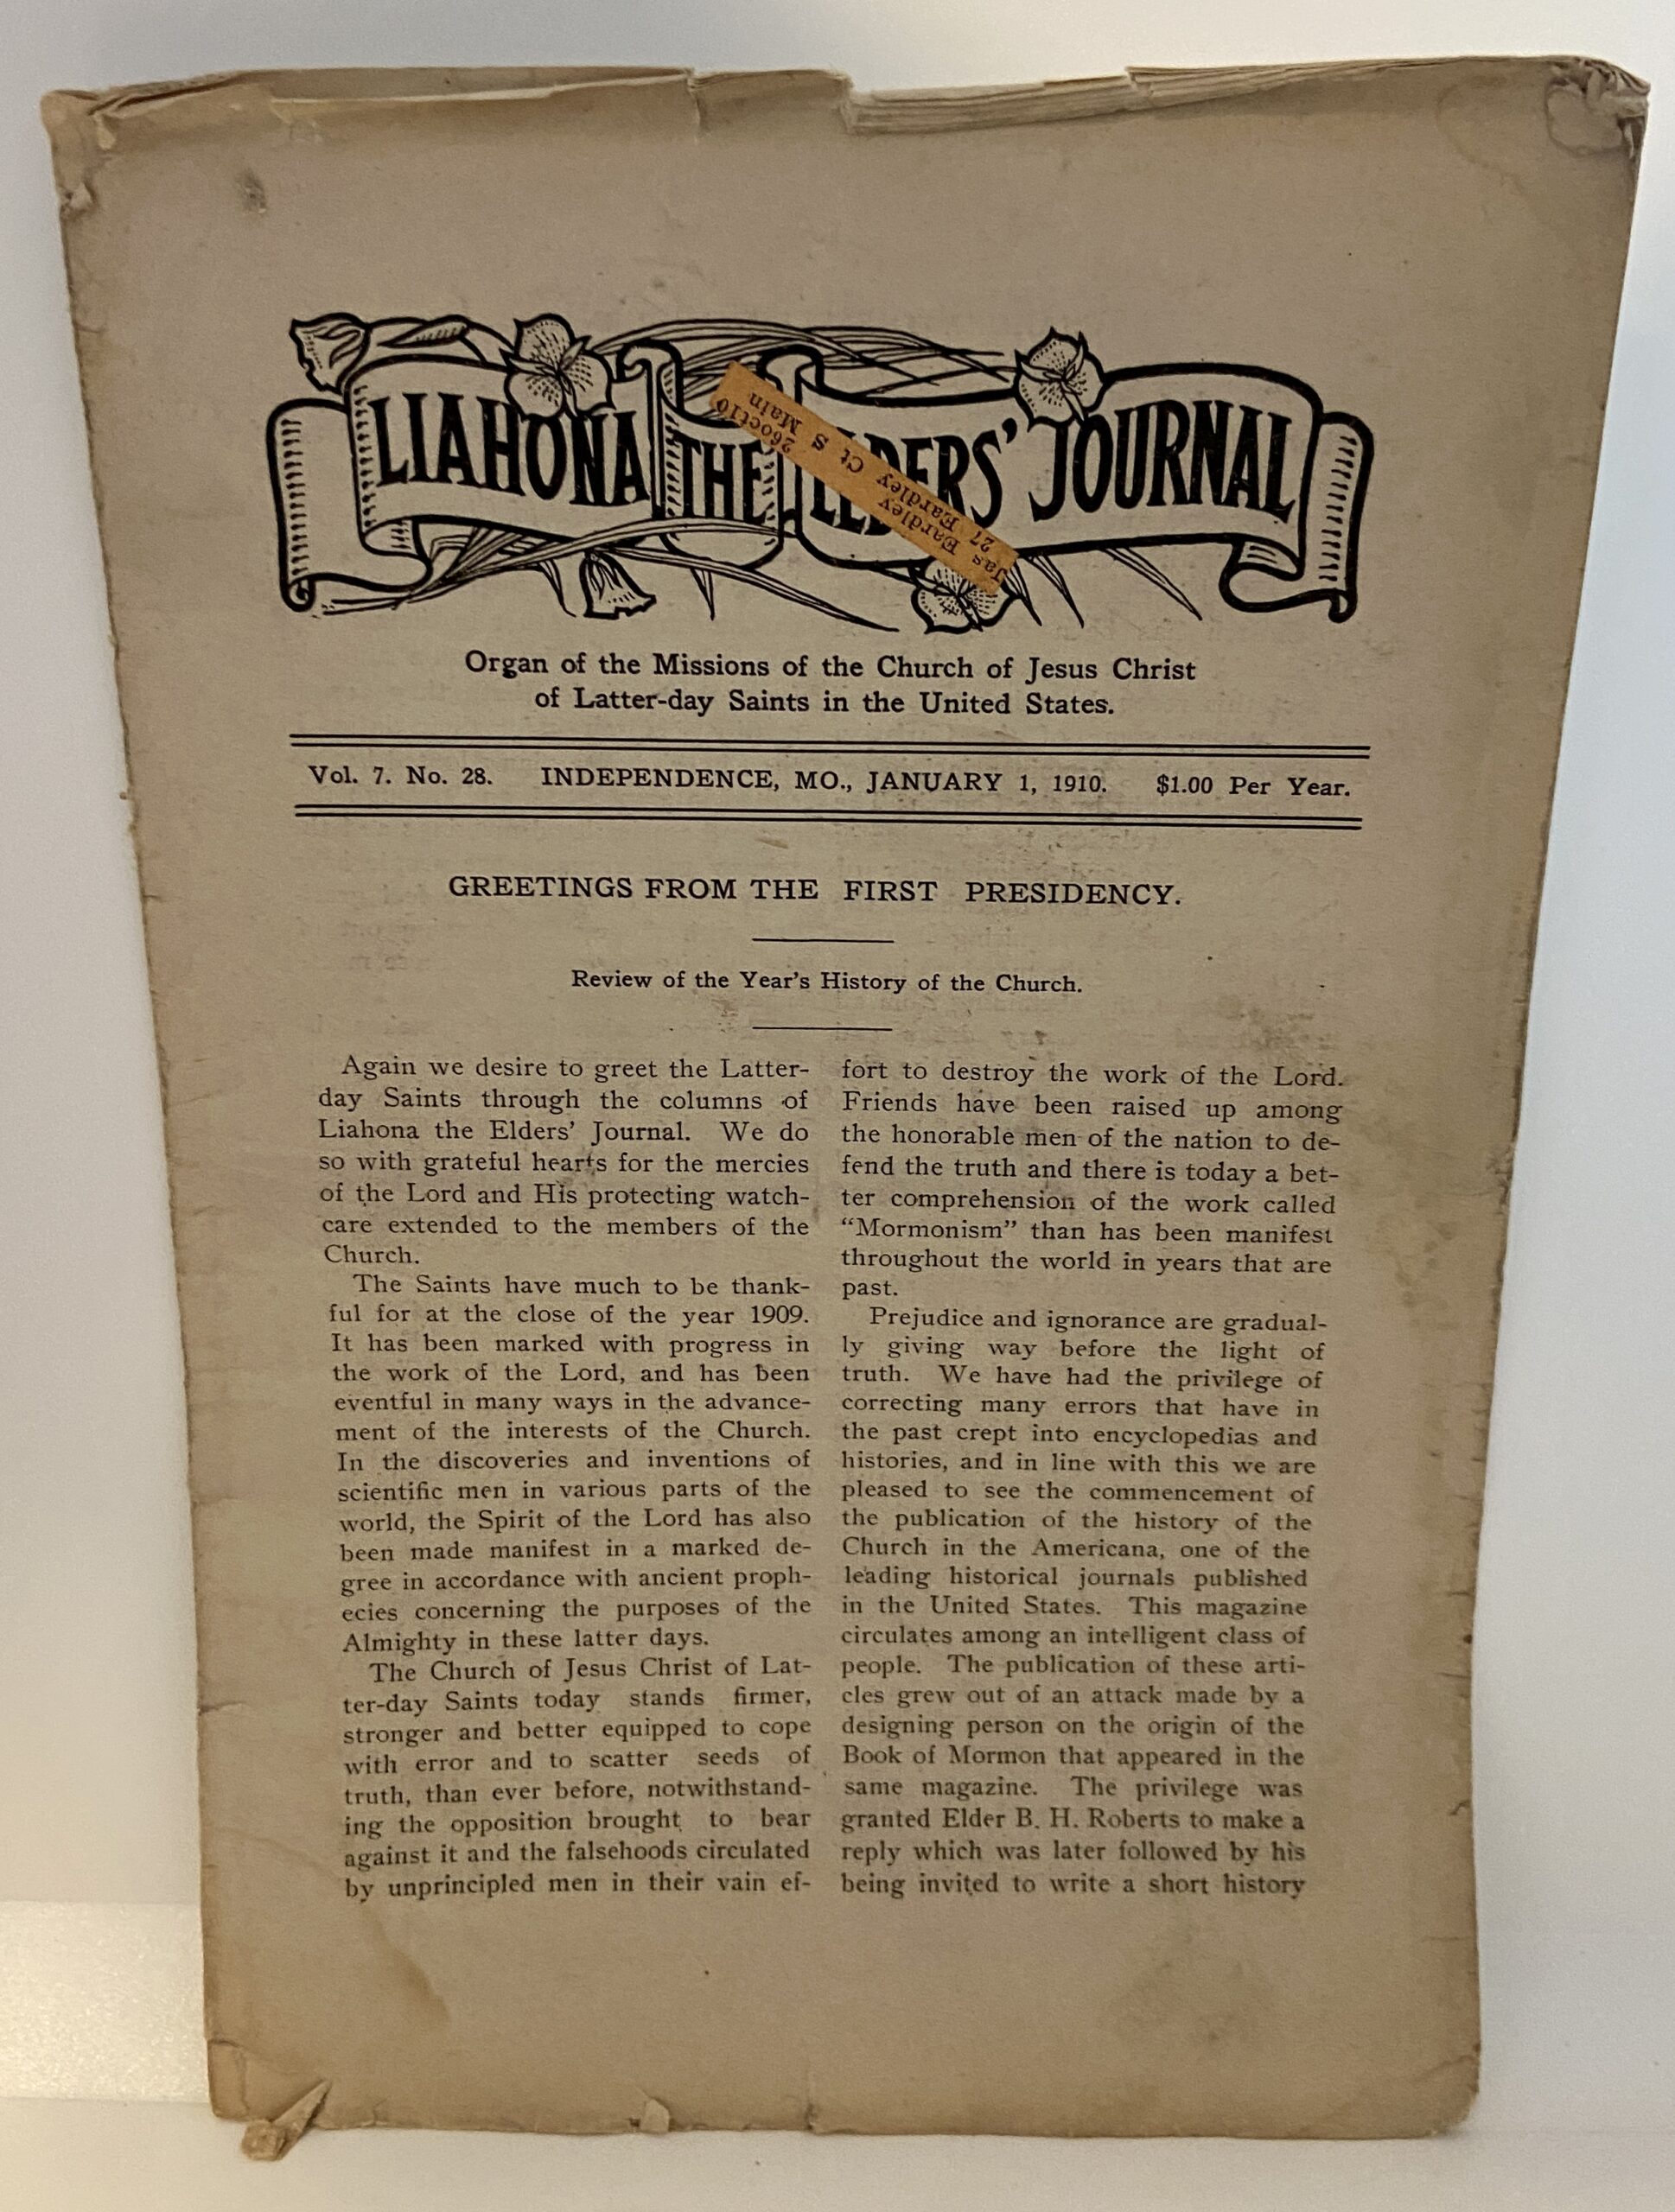 LIAHONA THE ELDERS' JOURNAL
Jas Eardley 26oct10
27 Eardley Ct S Main
Organ of the Missions of the Church of Jesus Christ
of Latter-day Saints in the United States.
Vol. 7. No. 28. INDEPENDENCE, MO., JANUARY 1, 1910. $1.00 Per Year.
GREETINGS FROM THE FIRST PRESIDENCY.
Review of the Year's History of the Church.
Again we desire to greet the Latter-
day Saints through the columns of
Liahona the Elders' Journal. We do
so with grateful hearts for the mercies
of the Lord and His protecting watch-
care extended to the members of the
Church.
The Saints have much to be thank-
ful for at the close of the year 1909.
It has been marked with progress in
the work of the Lord, and has been
eventful in many ways in the advance-
ment of the interests of the Church.
In the discoveries and inventions of
scientific men in various parts of the
world, the Spirit of the Lord has also
been made manifest in a marked de-
gree in accordance with ancient proph-
ecies concerning the purposes of the
Almighty in these latter days.
The Church of Jesus Christ of Lat-
ter-day Saints today stands firmer,
stronger and better equipped to cope
with error and to scatter seeds of
truth, than ever before, notwithstand-
ing the opposition brought to bear
against it and the falsehoods circulated
by unprincipled men in their vain ef-
fort to destroy the work of the Lord.
Friends have been raised up among
the honorable men of the nation to de-
fend the truth and there is today a bet-
ter comprehension of the work called
“Mormonism” than has been manifest
throughout the world in years that are
past.
Prejudice and ignorance are gradual-
ly giving way before the light of
truth. We have had the privilege of
correcting many errors that have in
the past crept into encyclopedias and
histories, and in line with this we are
pleased to see the commencement of
the publication of the history of the
Church in the Americana, one of the
leading historical journals published
in the United States. This magazine
circulates among an intelligent class of
people. The publication of these arti-
cles grew out of an attack made by a
designing person on the origin of the
Book of Mormon that appeared in the
same magazine. The privilege was
granted Elder B. H. Roberts to make a
reply which was later followed by his
being invited to write a short history